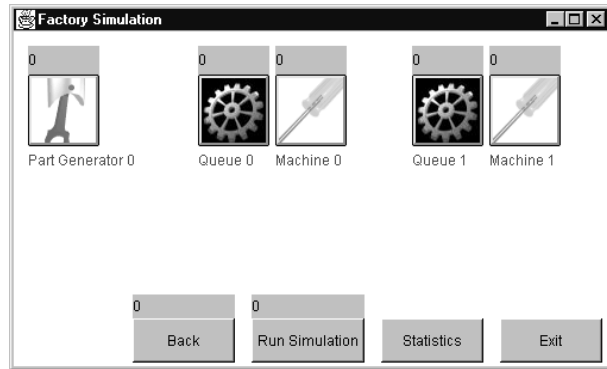 Factory Simulation
0 0 0 0 0
Part Generator 0 Queue 0 Machine 0 Queue 1 Machine 1
0 0
Back Run Simulation Statistics Exit